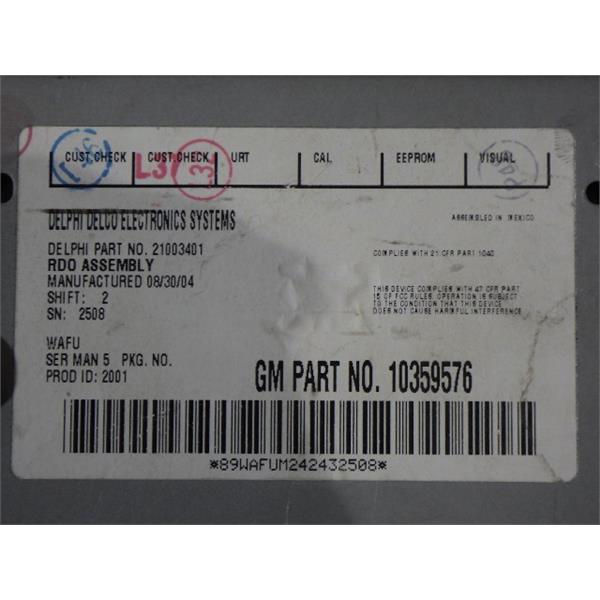 CUST.CHECK CUST.CHECK URT CAL. EEPROM VISUAL
L3 3
DELPHI DELCO ELECTRONICS SYSTEMS
ASSEMBLED IN MEXICO
DELPHI PART NO. 21003401
RDO ASSEMBLY
MANUFACTURED 08/30/04
SHIFT: 2
SN: 2508
COMPLIES WITH 21 CFR PART 1040
THIS DEVICE COMPLIES WITH 47 CFR PART
15 OF FCC RULES. OPERATION IS SUBJECT
TO THE CONDITION THAT THIS DEVICE
DOES NOT CAUSE HARMFUL INTERFERENCE
WAFU
SER MAN 5 PKG. NO.
PROD ID: 2001
GM PART NO. 10359576
*89WAFUM242432508*